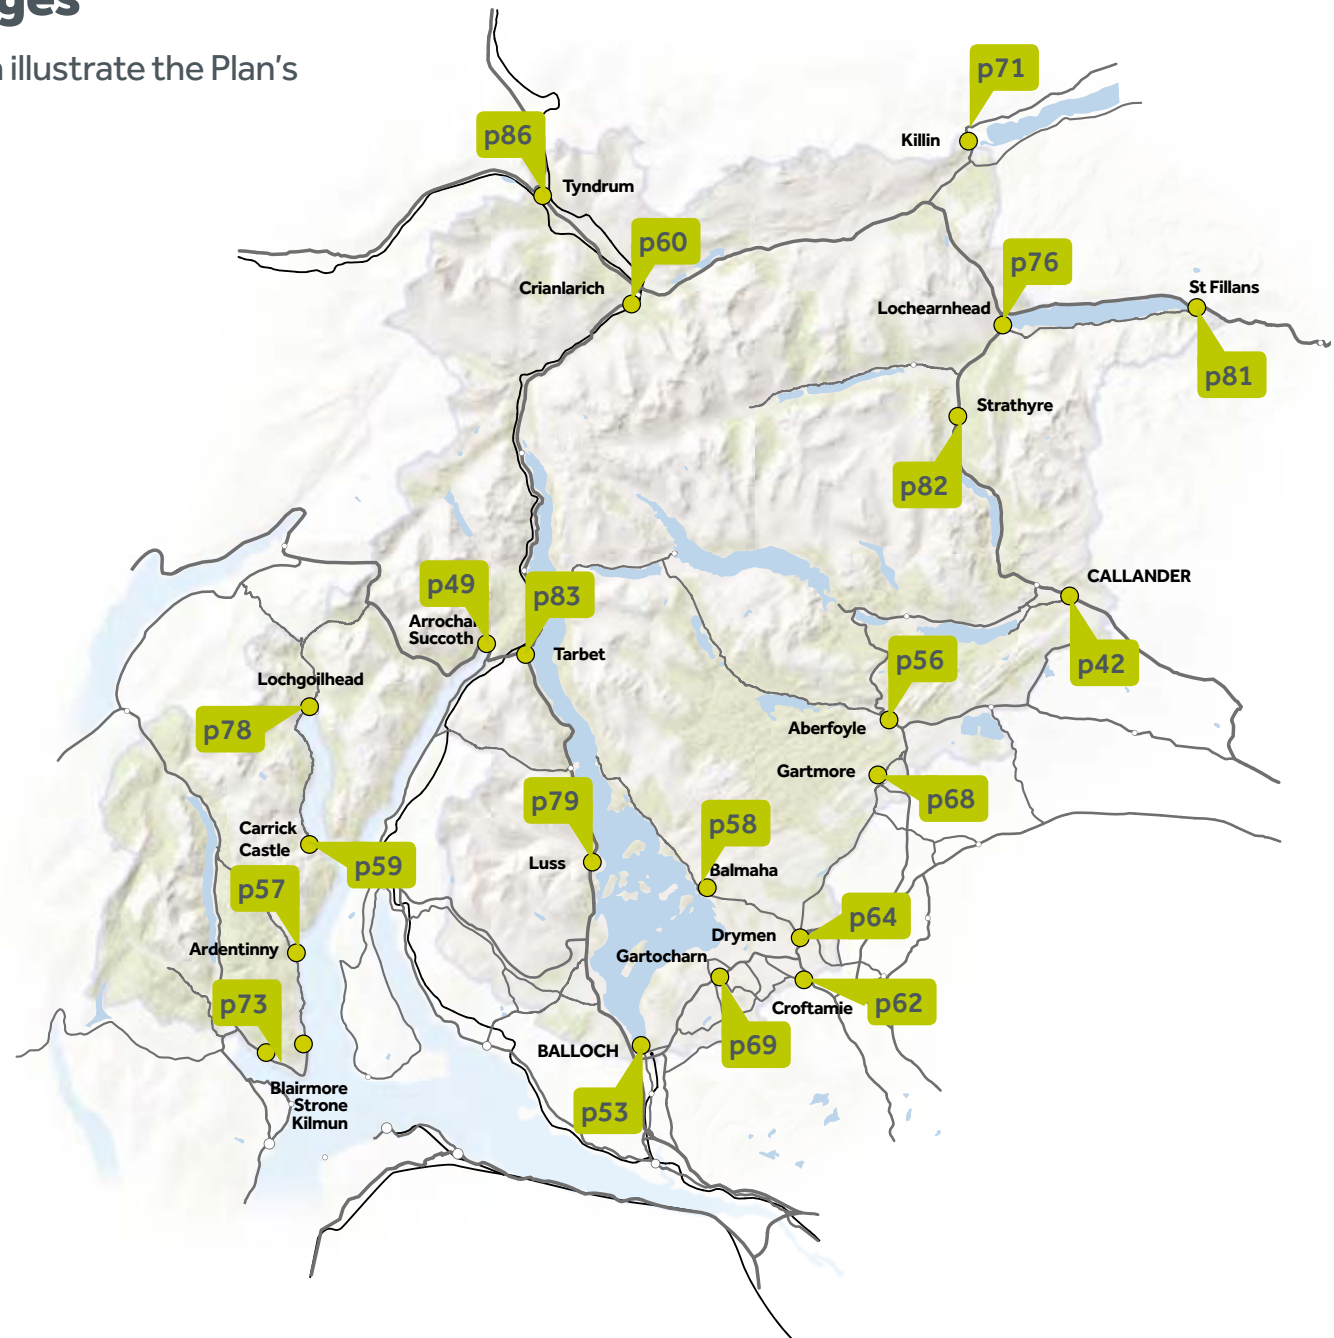 ges
illustrate the Plan's
p71
Killin
p86
Tyndrum
p60
Crianlarich
p76
Lochearnhead
St Fillans
p81
Strathyre
p82
CALLANDER
p42
p49
Arrochar
Succoth
p83
Tarbet
p56
Aberfoyle
Lochgoilhead
p78
Gartmore
p68
p79
Luss
p58
Balmaha
Carrick
Castle
p59
p57
Ardentinny
p64
Drymen
Gartocharn
p69
Croftamie
p62
p73
Blairmore
Strone
Kilmun
BALLOCH
p53